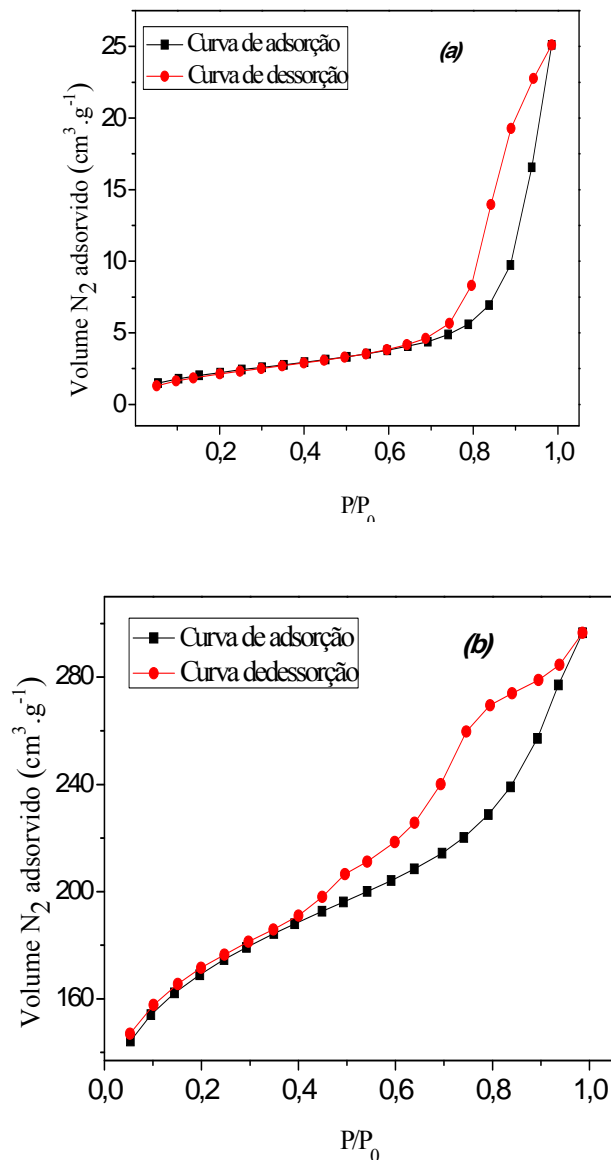 Curva de adsorção
Curva de dessorção
(a)
25
20
15
10
5
0
Volume N2 adsorvido (cm3.g-1)
0,2 0,4 0,6 0,8 1,0
P/P0
Curva de adsorção
Curva dedessorção
(b)
280
240
200
160
Volume N2 adsorvido (cm3.g-1)
0,0 0,2 0,4 0,6 0,8 1,0
P/P0